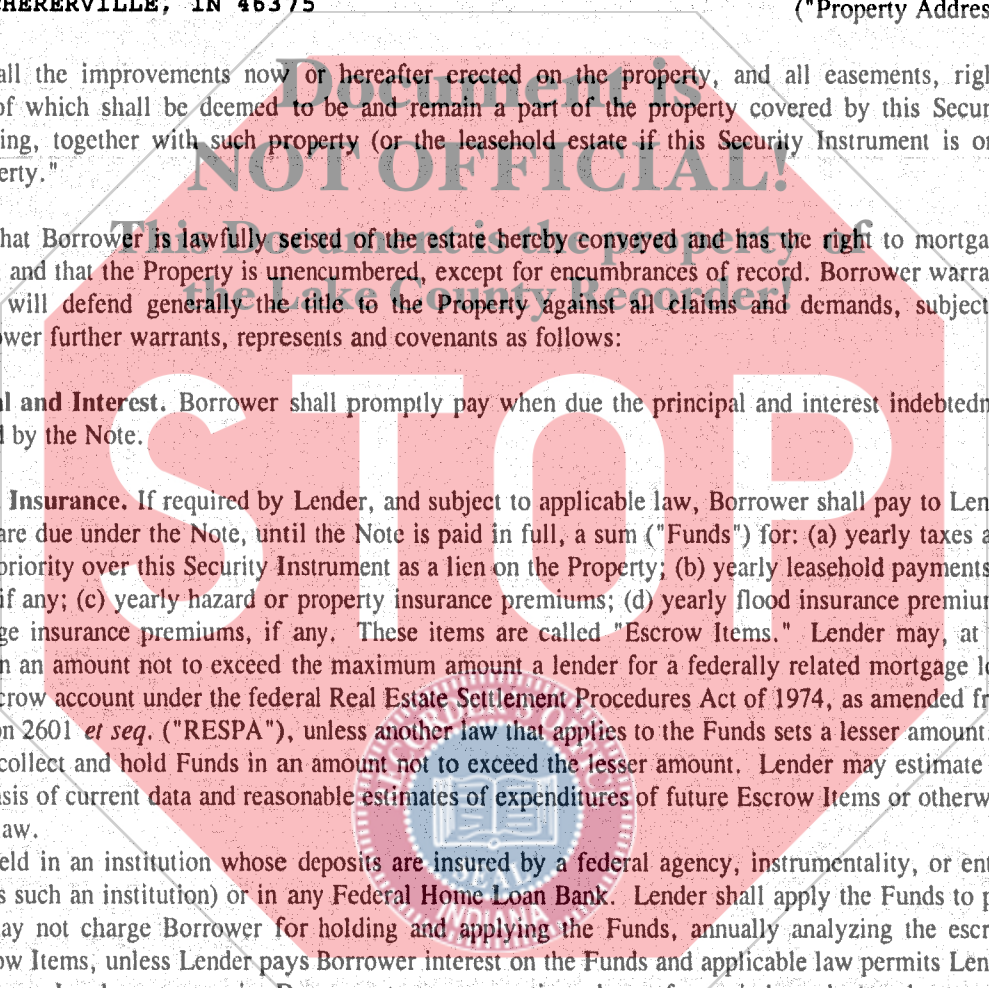 CHERERVILLE, IN 46375 ("Property Addres
all the improvements now or hereafter erected on the property, and all easements, righ
of which shall be deemed to be and remain a part of the property covered by this Secur
ing, together with such property (or the leasehold estate if this Security Instrument is on
erty."
hat Borrower is lawfully seised of the estate hereby conveyed and has the right to mortga
and that the Property is unencumbered, except for encumbrances of record. Borrower warra
will defend generally the title to the Property against all claims and demands, subject
ower further warrants, represents and covenants as follows:
l and Interest. Borrower shall promptly pay when due the principal and interest indebtedn
d by the Note.
Insurance. If required by Lender, and subject to applicable law, Borrower shall pay to Len
are due under the Note, until the Note is paid in full, a sum ("Funds") for: (a) yearly taxes a
priority over this Security Instrument as a lien on the Property; (b) yearly leasehold payments
if any; (c) yearly hazard or property insurance premiums; (d) yearly flood insurance premiun
ge insurance premiums, if any. These items are called "Escrow Items." Lender may, at
n an amount not to exceed the maximum amount a lender for a federally related mortgage lo
crow account under the federal Real Estate Settlement Procedures Act of 1974, as amended fr
on 2601 et seq. ("RESPA"), unless another law that applies to the Funds sets a lesser amount.
collect and hold Funds in an amount not to exceed the lesser amount. Lender may estimate
asis of current data and reasonable estimates of expenditures of future Escrow Items or otherw
law.
eld in an institution whose deposits are insured by a federal agency, instrumentality, or ent
s such an institution) or in any Federal Home Loan Bank. Lender shall apply the Funds to p
ay not charge Borrower for holding and applying the Funds, annually analyzing the escr
ow Items, unless Lender pays Borrower interest on the Funds and applicable law permits Len
Document is
NOT OFFICIAL!
This Document is the property of
the Lake County Recorder!
STOP
INDIANA